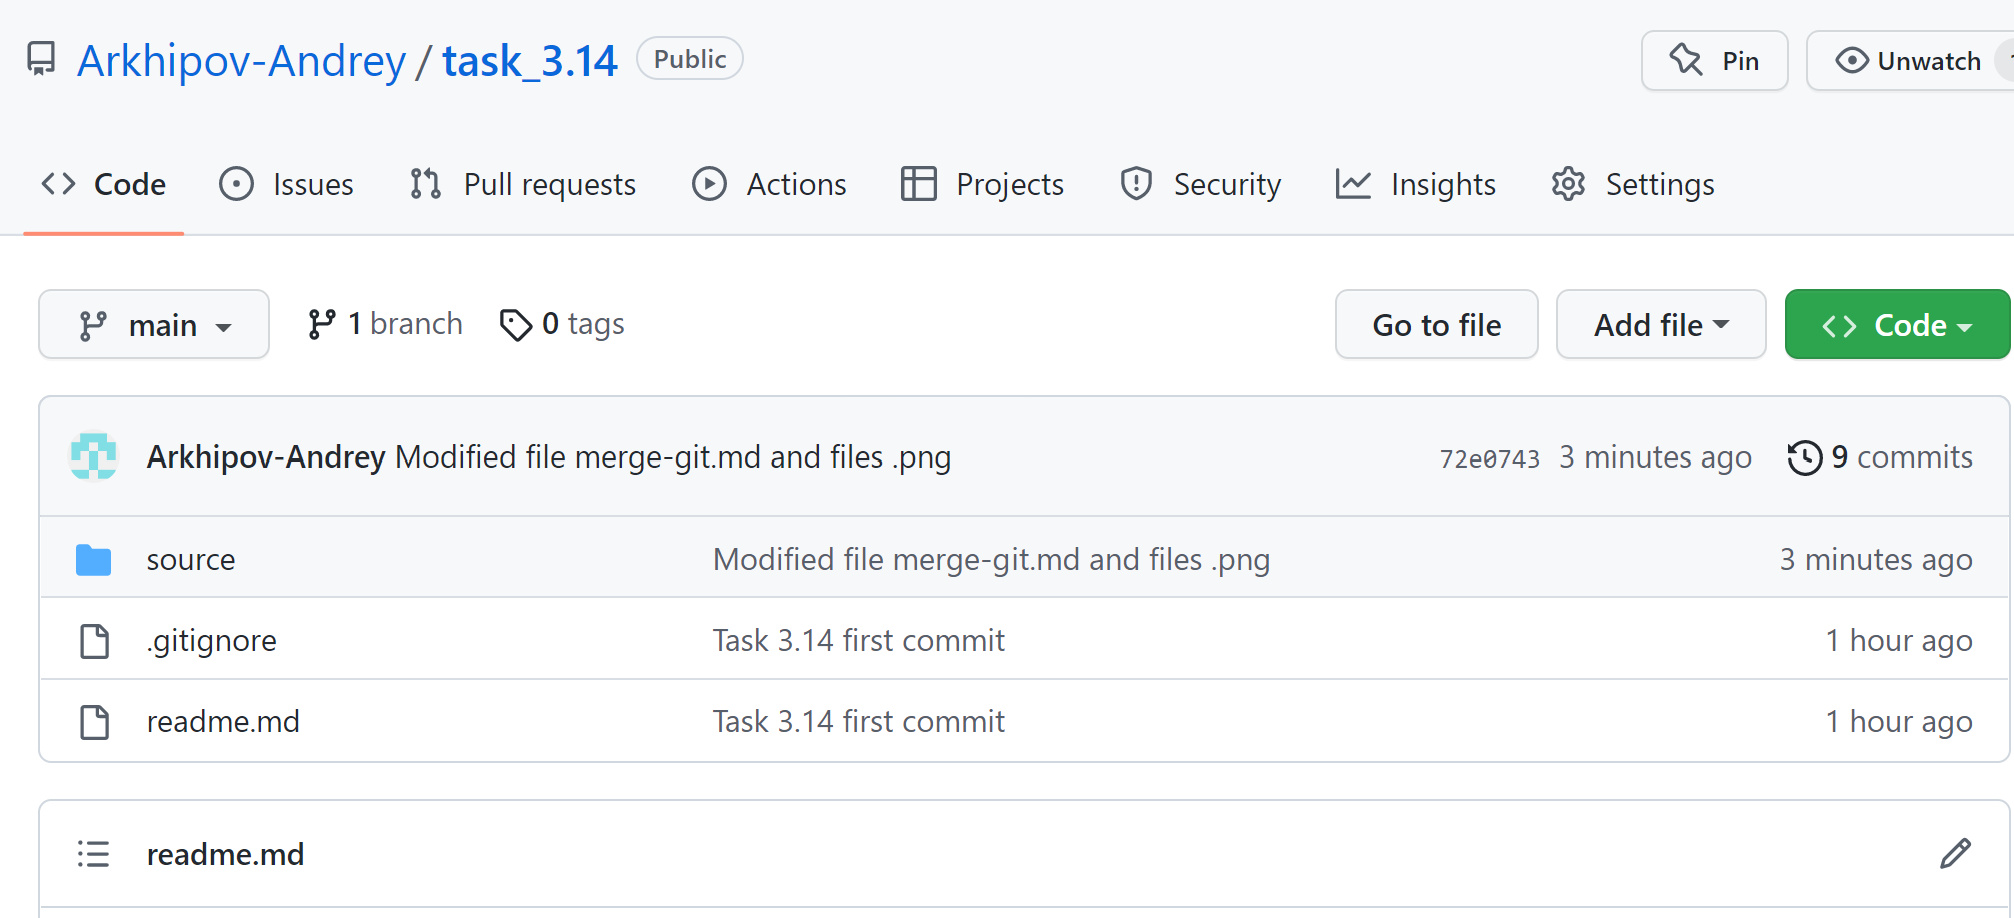 Arkhipov-Andrey / task_3.14 Public Pin Unwatch
Code Issues Pull requests Actions Projects Security Insights Settings
main 1 branch 0 tags Go to file Add file Code
Arkhipov-Andrey Modified file merge-git.md and files .png 72e0743 3 minutes ago 9 commits
source Modified file merge-git.md and files .png 3 minutes ago
.gitignore Task 3.14 first commit 1 hour ago
readme.md Task 3.14 first commit 1 hour ago
readme.md